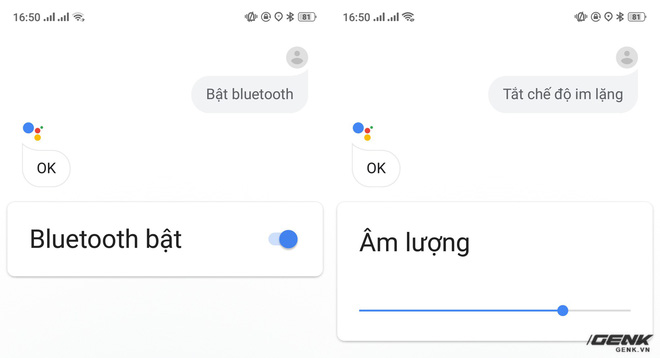 16:50
81
Bật bluetooth
OK
Bluetooth bật
16:50
81
Tắt chế độ im lặng
OK
Âm lượng
GENK
GENK.VN